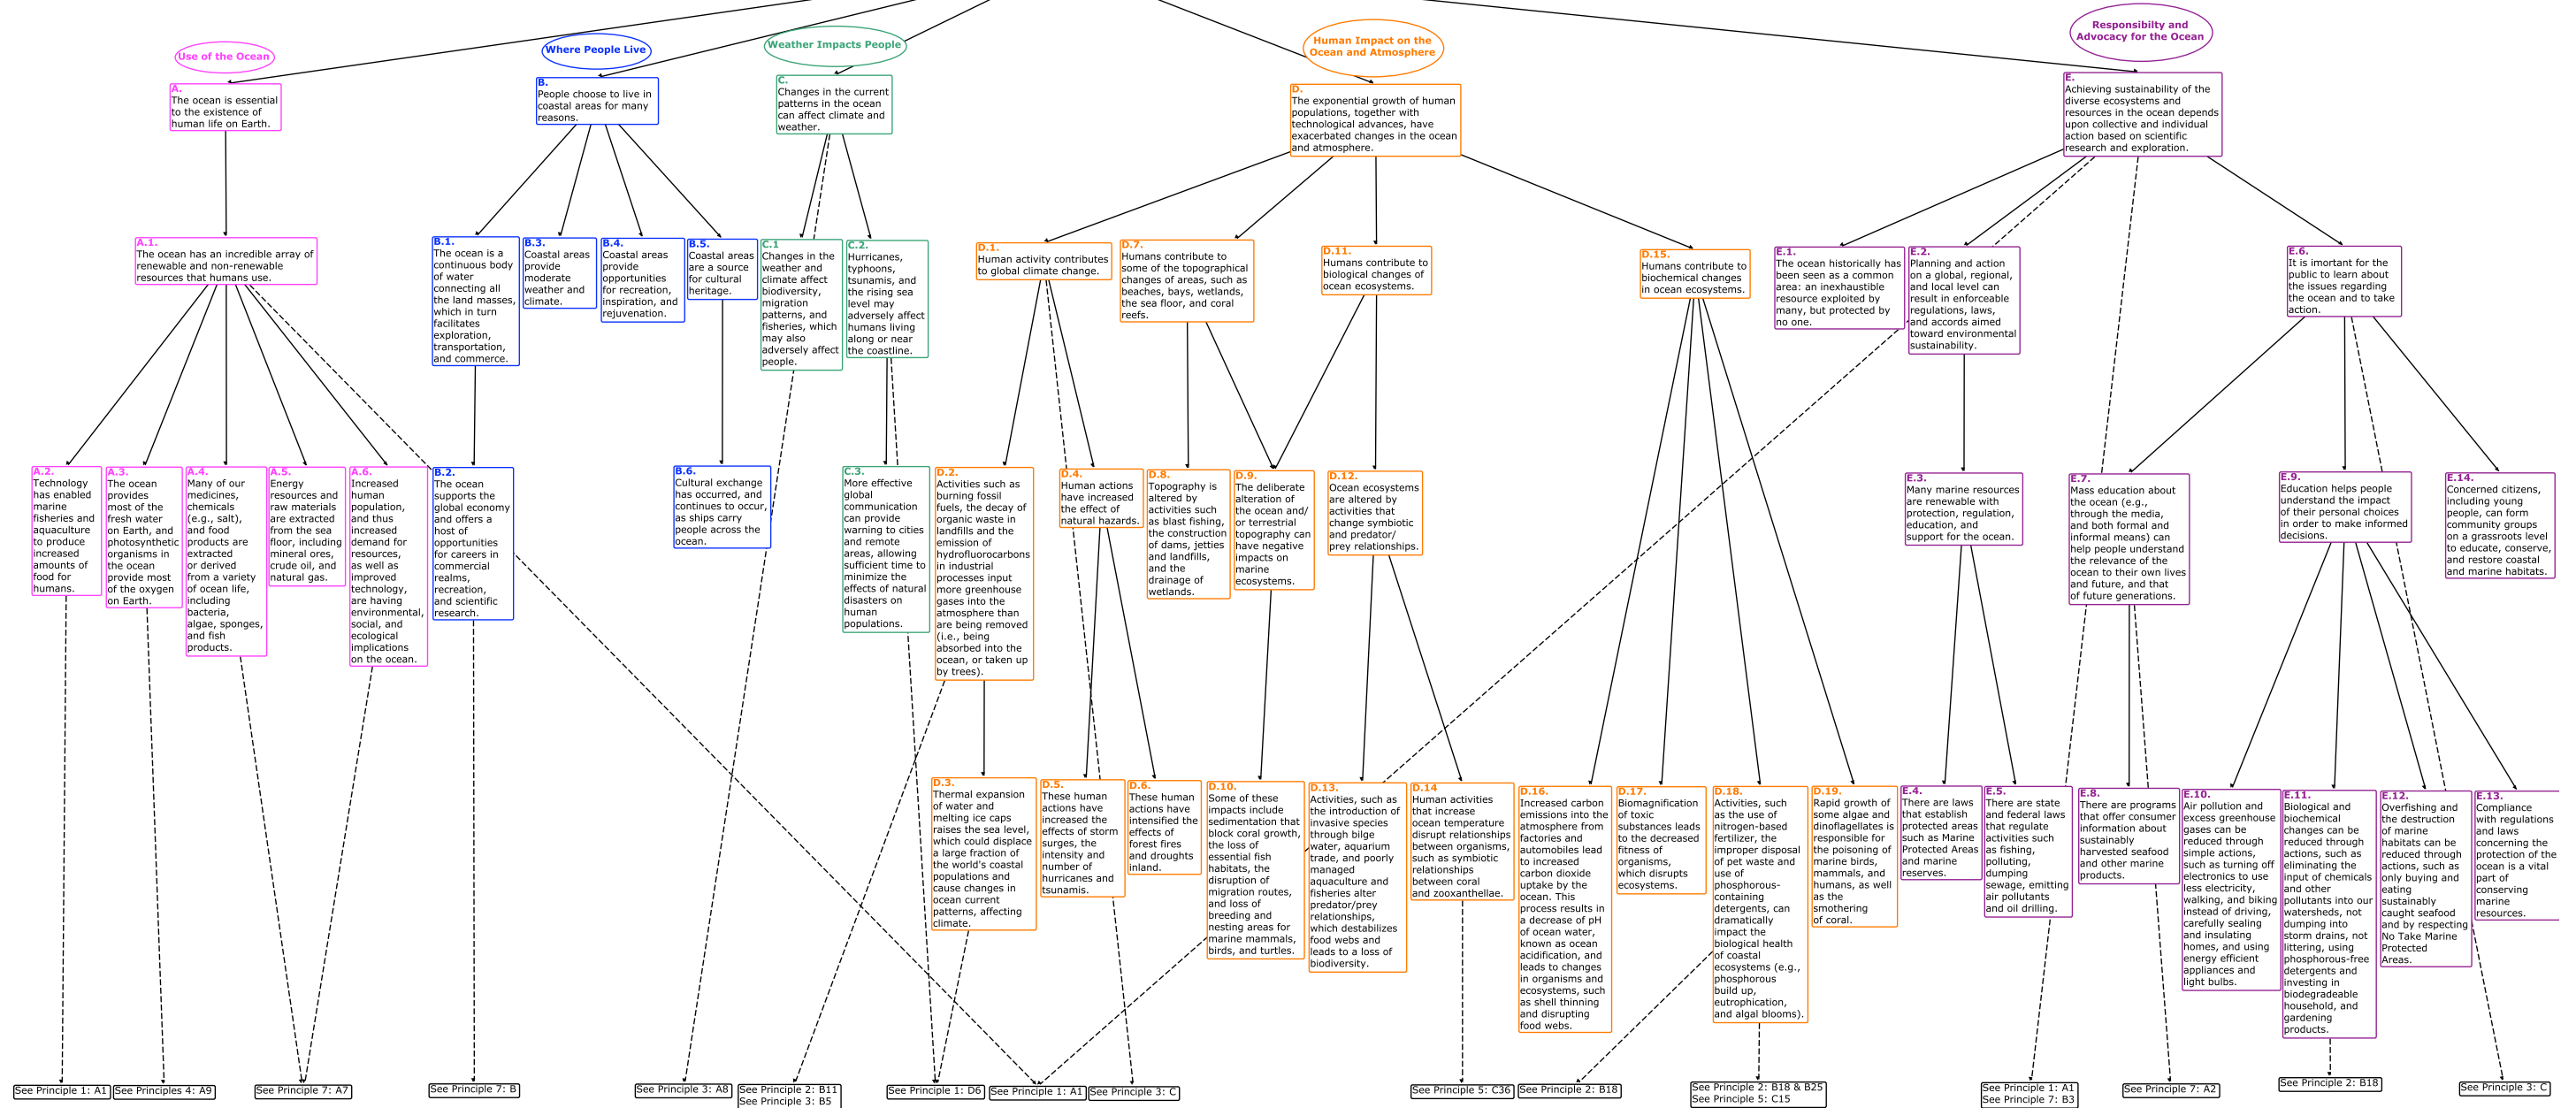 Use of the Ocean
Where People Live
Weather Impacts People
Human Impact on the
Ocean and Atmosphere
Responsibilty and
Advocacy for the Ocean
A.
The ocean is essential
to the existence of
human life on Earth.
B.
People choose to live in
coastal areas for many
reasons.
C.
Changes in the current
patterns in the ocean
can affect climate and
weather.
D.
The exponential growth of human
populations, together with
technological advances, have
exacerbated changes in the ocean
and atmosphere.
E.
Achieving sustainability of the
diverse ecosystems and
resources in the ocean depends
upon collective and individual
action based on scientific
research and exploration.
A.1.
The ocean has an incredible array of
renewable and non-renewable
resources that humans use.
B.1.
The ocean is a
continuous body
of water
connecting all
the land masses,
which in turn
facilitates
exploration,
transportation,
and commerce.
B.3.
Coastal areas
provide
moderate
weather and
climate.
B.4.
Coastal areas
provide
opportunities
for recreation,
inspiration, and
rejuvenation.
B.5.
Coastal areas
are a source
for cultural
heritage.
C.1
Changes in the
weather and
climate affect
biodiversity,
migration
patterns, and
fisheries, which
may also
adversely affect
people.
C.2.
Hurricanes,
typhoons,
tsunamis, and
the rising sea
level may
adversely affect
humans living
along or near
the coastline.
D.1.
Human activity contributes
to global climate change.
D.7.
Humans contribute to
some of the topographical
changes of areas, such as
beaches, bays, wetlands,
the sea floor, and coral
reefs.
D.11.
Humans contribute to
biological changes of
ocean ecosystems.
D.15.
Humans contribute to
biochemical changes
in ocean ecosystems.
E.1.
The ocean historically has
been seen as a common
area: an inexhaustible
resource exploited by
many, but protected by
no one.
E.2.
Planning and action
on a global, regional,
and local level can
result in enforceable
regulations, laws,
and accords aimed
toward environmental
sustainability.
E.6.
It is imortant for the
public to learn about
the issues regarding
the ocean and to take
action.
A.2.
Technology
has enabled
marine
fisheries and
aquaculture
to produce
increased
amounts of
food for
humans.
A.3.
The ocean
provides
most of the
fresh water
on Earth, and
photosynthetic
organisms in
the ocean
provide most
of the oxygen
on Earth.
A.4.
Many of our
medicines,
chemicals
(e.g., salt),
and food
products are
extracted
or derived
from a variety
of ocean life,
including
bacteria,
algae, sponges,
and fish
products.
A.5.
Energy
resources and
raw materials
are extracted
from the sea
floor, including
mineral ores,
crude oil, and
natural gas.
A.6.
Increased
human
population,
and thus
increased
demand for
resources,
as well as
improved
technology,
are having
environmental,
social, and
ecological
implications
on the ocean.
B.2.
The ocean
supports the
global economy
and offers a
host of
opportunities
for careers in
commercial
realms,
recreation,
and scientific
research.
B.6.
Cultural exchange
has occurred, and
continues to occur,
as ships carry
people across the
ocean.
C.3.
More effective
global
communication
can provide
warning to cities
and remote
areas, allowing
sufficient time to
minimize the
effects of natural
disasters on
human
populations.
D.2.
Activities such as
burning fossil
fuels, the decay of
organic waste in
landfills and the
emission of
hydrofluorocarbons
in industrial
processes input
more greenhouse
gases into the
atmosphere than
are being removed
(i.e., being
absorbed into the
ocean, or taken up
by trees).
D.4.
Human actions
have increased
the effect of
natural hazards.
D.8.
Topography is
altered by
activities such
as blast fishing,
the construction
of dams, jetties
and landfills,
and the
drainage of
wetlands.
D.9.
The deliberate
alteration of
the ocean and/
or terrestrial
topography can
have negative
impacts on
marine
ecosystems.
D.12.
Ocean ecosystems
are altered by
activities that
change symbiotic
and predator/
prey relationships.
E.3.
Many marine resources
are renewable with
protection, regulation,
education, and
support for the ocean.
E.7.
Mass education about
the ocean (e.g.,
through the media,
and both formal and
informal means) can
help people understand
the relevance of the
ocean to their own lives
and future, and that
of future generations.
E.9.
Education helps people
understand the impact
of their personal choices
in order to make informed
decisions.
E.14.
Concerned citizens,
including young
people, can form
community groups
on a grassroots level
to educate, conserve,
and restore coastal
and marine habitats.
D.3.
Thermal expansion
of water and
melting ice caps
raises the sea level,
which could displace
a large fraction of
the world's coastal
populations and
cause changes in
ocean current
patterns, affecting
climate.
D.5.
These human
actions have
increased the
effects of storm
surges, the
intensity and
number of
hurricanes and
tsunamis.
D.6.
These human
actions have
intensified the
effects of
forest fires
and droughts
inland.
D.10.
Some of these
impacts include
sedimentation that
block coral growth,
the loss of
essential fish
habitats, the
disruption of
migration routes,
and loss of
breeding and
nesting areas for
marine mammals,
birds, and turtles.
D.13.
Activities, such as
the introduction of
invasive species
through bilge
water, aquarium
trade, and poorly
managed
aquaculture and
fisheries alter
predator/prey
relationships,
which destabilizes
food webs and
leads to a loss of
biodiversity.
D.14
Human activities
that increase
ocean temperature
disrupt relationships
between organisms,
such as symbiotic
relationships
between coral
and zooxanthellae.
D.16.
Increased carbon
emissions into the
atmosphere from
factories and
automobiles lead
to increased
carbon dioxide
uptake by the
ocean. This
process results in
a decrease of pH
of ocean water,
known as ocean
acidification, and
leads to changes
in organisms and
ecosystems, such
as shell thinning
and disrupting
food webs.
D.17.
Biomagnification
of toxic
substances leads
to the decreased
fitness of
organisms,
which disrupts
ecosystems.
D.18.
Activities, such
as the use of
nitrogen-based
fertilizer, the
improper disposal
of pet waste and
use of
phosphorous-
containing
detergents, can
dramatically
impact the
biological health
of coastal
ecosystems (e.g.,
phosphorous
build up,
eutrophication,
and algal blooms).
D.19.
Rapid growth of
some algae and
dinoflagellates is
responsible for
the poisoning of
marine birds,
mammals, and
humans, as well
as the
smothering
of coral.
E.4.
There are laws
that establish
protected areas
such as Marine
Protected Areas
and marine
reserves.
E.5.
There are state
and federal laws
that regulate
activities such
as fishing,
polluting,
dumping
sewage, emitting
air pollutants
and oil drilling.
E.8.
There are programs
that offer consumer
information about
sustainably
harvested seafood
and other marine
products.
E.10.
Air pollution and
excess greenhouse
gases can be
reduced through
simple actions,
such as turning off
electronics to use
less electricity,
walking, and biking
instead of driving,
carefully sealing
and insulating
homes, and using
energy efficient
appliances and
light bulbs.
E.11.
Biological and
biochemical
changes can be
reduced through
actions, such as
eliminating the
input of chemicals
and other
pollutants into our
watersheds, not
dumping into
storm drains, not
littering, using
phosphorous-free
detergents and
investing in
biodegradeable
household, and
gardening
products.
E.12.
Overfishing and
the destruction
of marine
habitats can be
reduced through
actions, such as
only buying and
eating
sustainably
caught seafood
and by respecting
No Take Marine
Protected
Areas.
E.13.
Compliance
with regulations
and laws
concerning the
protection of the
ocean is a vital
part of
conserving
marine
resources.
See Principle 1: A1
See Principles 4: A9
See Principle 7: A7
See Principle 7: B
See Principle 3: A8
See Principle 2: B11
See Principle 3: B5
See Principle 1: D6
See Principle 1: A1
See Principle 3: C
See Principle 5: C36
See Principle 2: B18
See Principle 2: B18 & B25
See Principle 5: C15
See Principle 1: A1
See Principle 7: B3
See Principle 7: A2
See Principle 2: B18
See Principle 3: C